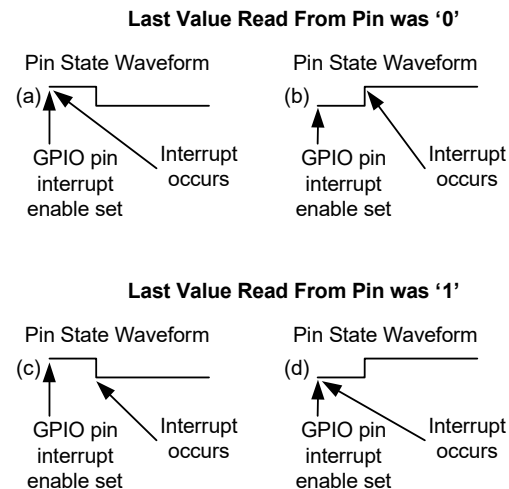 Last Value Read From Pin was ‘0’
Pin State Waveform
(a)
GPIO pin
interrupt
enable set
Interrupt
occurs
Pin State Waveform
(b)
GPIO pin
interrupt
enable set
Interrupt
occurs
Last Value Read From Pin was ‘1’
Pin State Waveform
(c)
GPIO pin
interrupt
enable set
Interrupt
occurs
Pin State Waveform
(d)
GPIO pin
interrupt
enable set
Interrupt
occurs